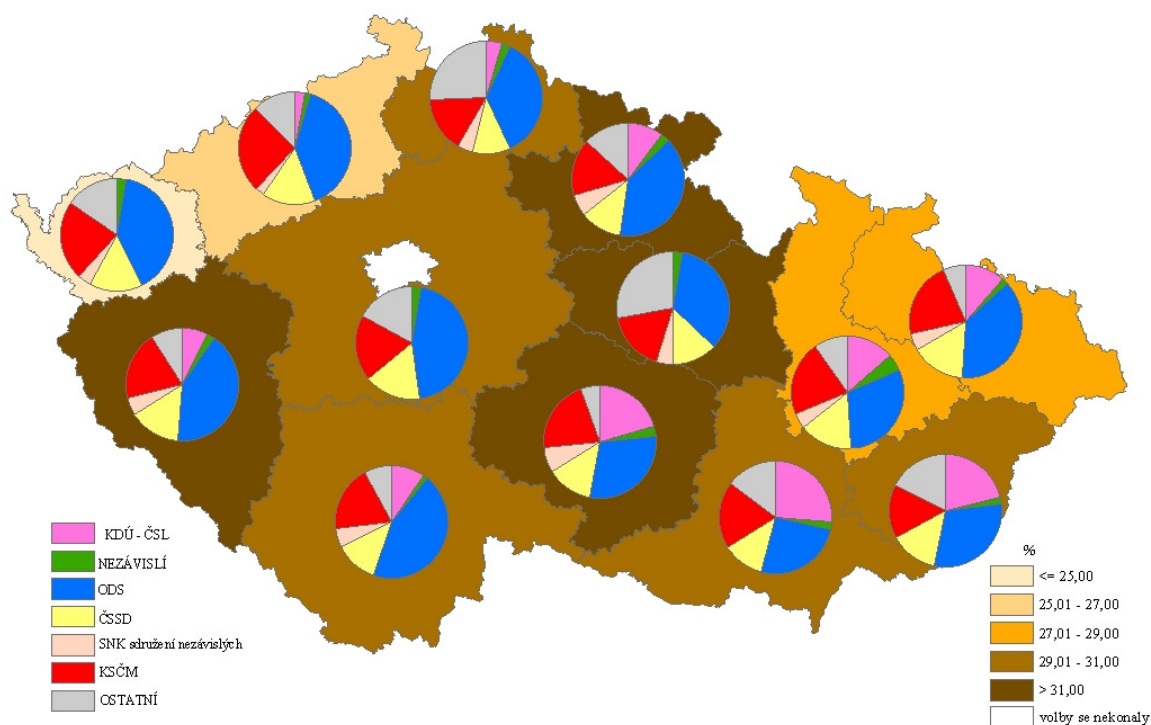 KDÚ - ČSL
NEZÁVISLÍ
ODS
ČSSD
SNK sdružení nezávislých
KSČM
OSTATNÍ
%
<= 25,00
25,01 - 27,00
27,01 - 29,00
29,01 - 31,00
> 31,00
volby se nekonaly